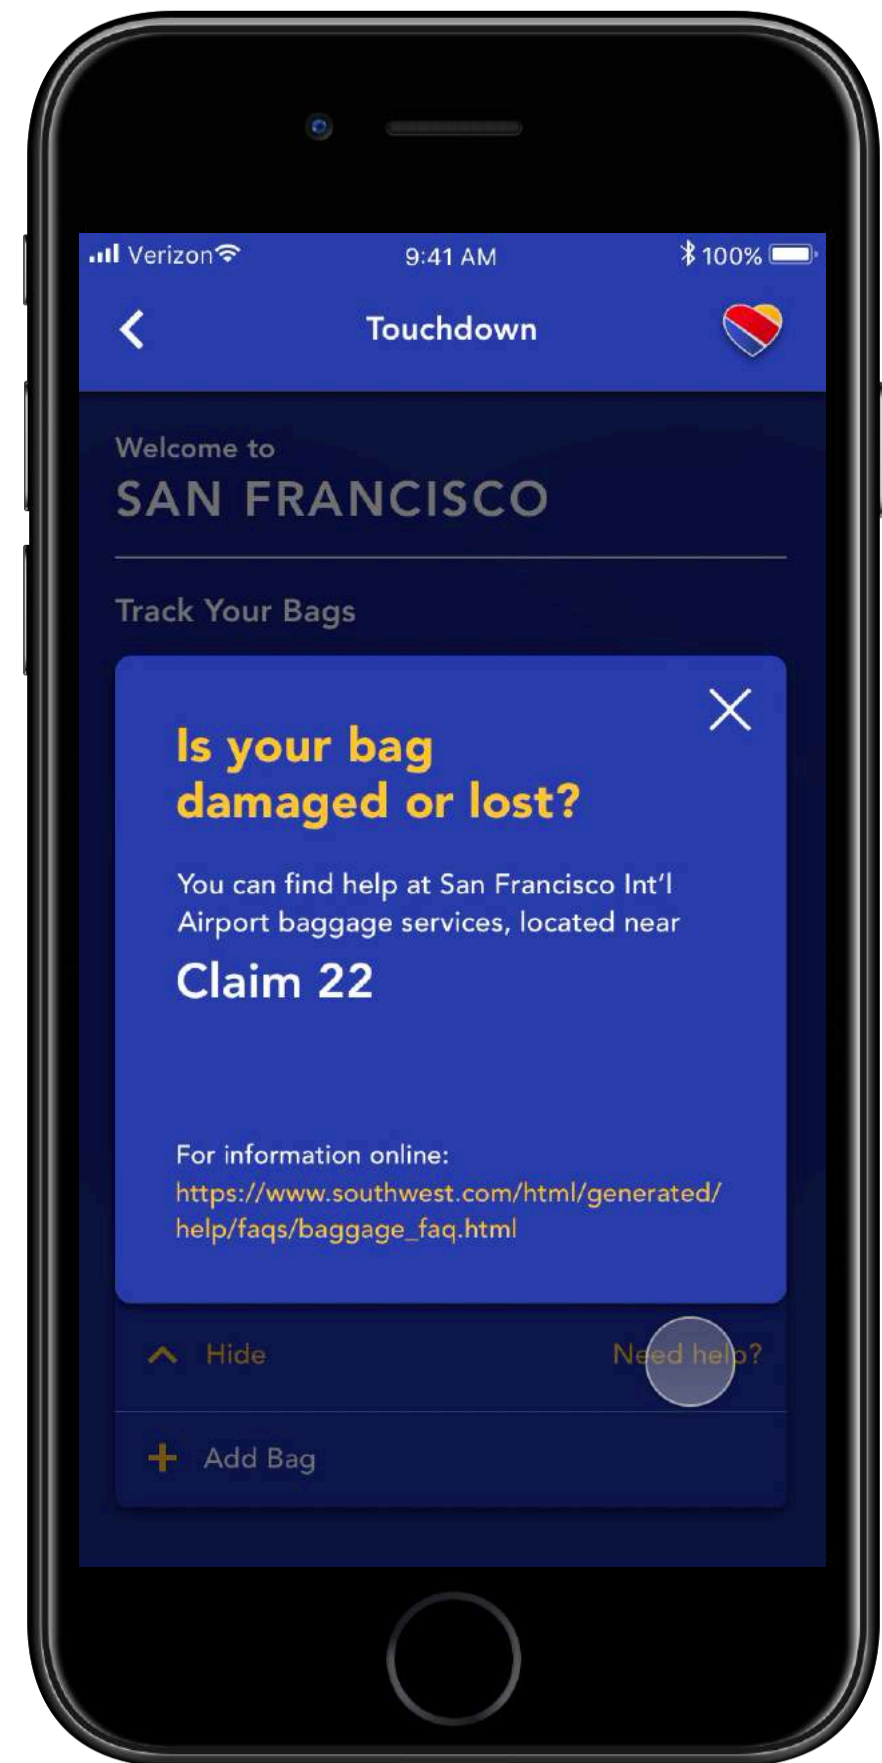 Verizon 9:41 AM 100%
Touchdown
Welcome to
SAN FRANCISCO
Track Your Bags
Is your bag
damaged or lost?
You can find help at San Francisco Int'l
Airport baggage services, located near
Claim 22
For information online:
https://www.southwest.com/html/generated/
help/faqs/baggage_faq.html
Hide Need help?
Add Bag